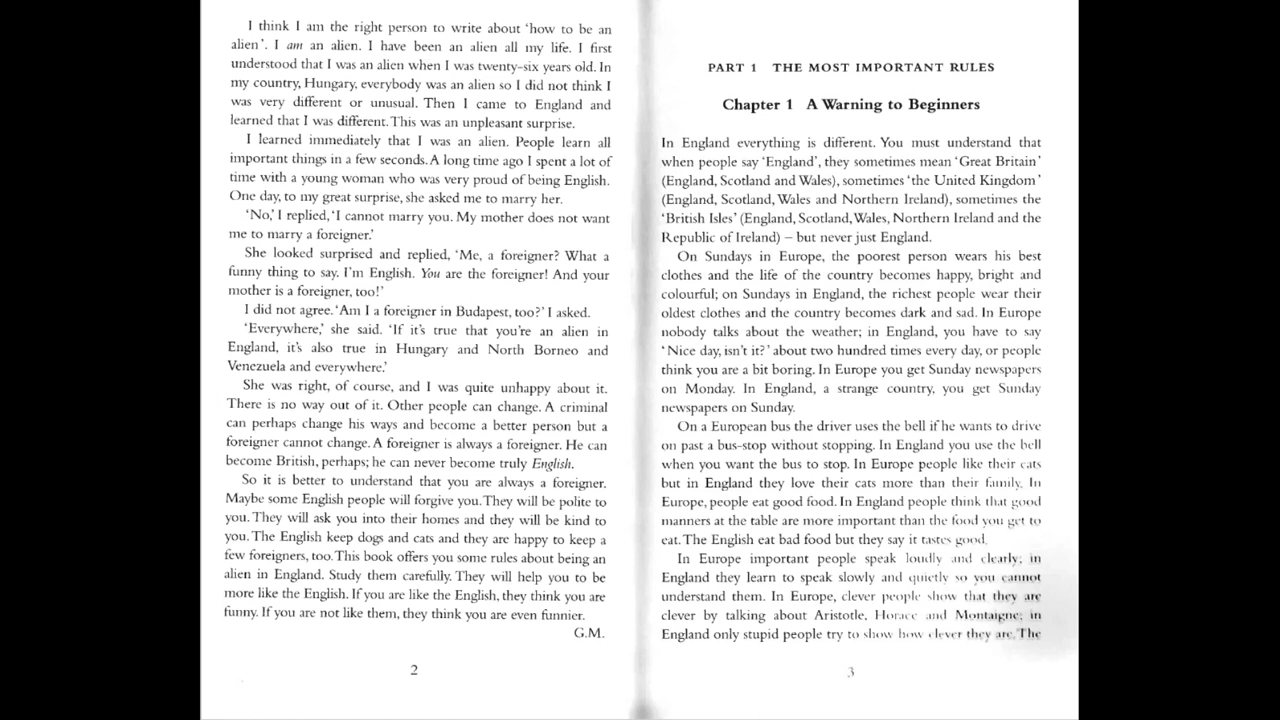 I think I am the right person to write about ‘how to be an
alien’. I am an alien. I have been an alien all my life. I first
understood that I was an alien when I was twenty-six years old. In
my country, Hungary, everybody was an alien so I did not think I
was very different or unusual. Then I came to England and
learned that I was different. This was an unpleasant surprise.
I learned immediately that I was an alien. People learn all
important things in a few seconds. A long time ago I spent a lot of
time with a young woman who was very proud of being English.
One day, to my great surprise, she asked me to marry her.
‘No,’ I replied, ‘I cannot marry you. My mother does not want
me to marry a foreigner.’
She looked surprised and replied, ‘Me, a foreigner? What a
funny thing to say. I’m English. You are the foreigner! And your
mother is a foreigner, too!’
I did not agree. ‘Am I a foreigner in Budapest, too?’ I asked.
‘Everywhere,’ she said. ‘If it’s true that you’re an alien in
England, it’s also true in Hungary and North Borneo and
Venezuela and everywhere.’
She was right, of course, and I was quite unhappy about it.
There is no way out of it. Other people can change. A criminal
can perhaps change his ways and become a better person but a
foreigner cannot change. A foreigner is always a foreigner. He can
become British, perhaps; he can never become truly English.
So it is better to understand that you are always a foreigner.
Maybe some English people will forgive you. They will be polite to
you. They will ask you into their homes and they will be kind to
you. The English keep dogs and cats and they are happy to keep a
few foreigners, too. This book offers you some rules about being an
alien in England. Study them carefully. They will help you to be
more like the English. If you are like the English, they think you are
funny. If you are not like them, they think you are even funnier.
G.M.
2
PART 1 THE MOST IMPORTANT RULES
Chapter 1 A Warning to Beginners
In England everything is different. You must understand that
when people say ‘England’, they sometimes mean ‘Great Britain’
(England, Scotland and Wales), sometimes ‘the United Kingdom’
(England, Scotland, Wales and Northern Ireland), sometimes the
‘British Isles’ (England, Scotland, Wales, Northern Ireland and the
Republic of Ireland) – but never just England.
On Sundays in Europe, the poorest person wears his best
clothes and the life of the country becomes happy, bright and
colourful; on Sundays in England, the richest people wear their
oldest clothes and the country becomes dark and sad. In Europe
nobody talks about the weather; in England, you have to say
‘Nice day, isn’t it?’ about two hundred times every day, or people
think you are a bit boring. In Europe you get Sunday newspapers
on Monday. In England, a strange country, you get Sunday
newspapers on Sunday.
On a European bus the driver uses the bell if he wants to drive
on past a bus-stop without stopping. In England you use the bell
when you want the bus to stop. In Europe people like their cats
but in England they love their cats more than their family. In
Europe, people eat good food. In England people think that good
manners at the table are more important than the food you get to
eat. The English eat bad food but they say it tastes good.
In Europe important people speak loudly and clearly; in
England they learn to speak slowly and quietly so you cannot
understand them. In Europe, clever people show that they are
clever by talking about Aristotle, Horace and Montaigne; in
England only stupid people try to show how clever they are. The
3